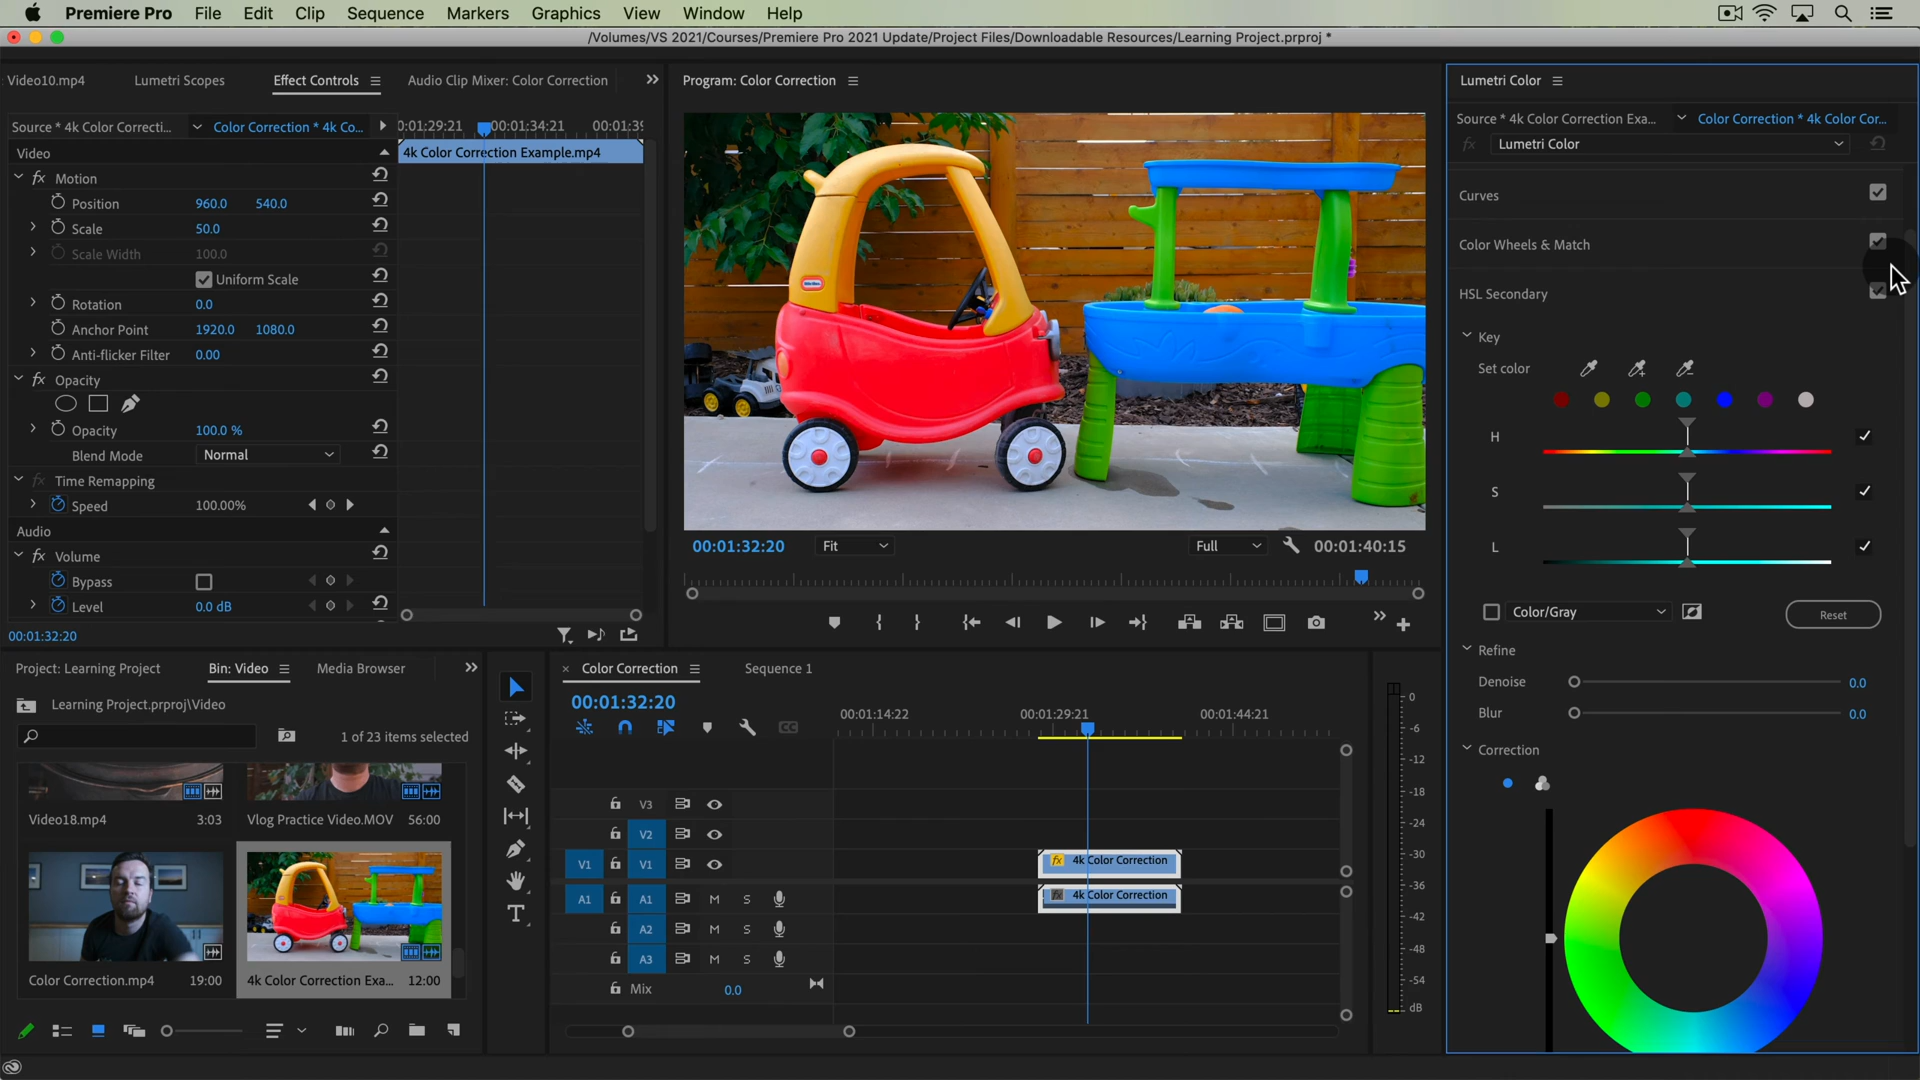 Premiere Pro File Edit Clip Sequence Markers Graphics View Window Help
/Volumes/VS 2021/Courses/Premiere Pro 2021 Update/Project Files/Downloadable Resources/Learning Project.prproj *
Video10.mp4 Lumetri Scopes Effect Controls Audio Clip Mixer: Color Correction
Source * 4k Color Correcti... Color Correction * 4k Co...
0:01:29:21 00:01:34:21 00:01:39
Video
4k Color Correction Example.mp4
fx Motion
Position 960.0 540.0
Scale 50.0
Scale Width 100.0
Uniform Scale
Rotation 0.0
Anchor Point 1920.0 1080.0
Anti-flicker Filter 0.00
fx Opacity
Opacity 100.0 %
Blend Mode Normal
fx Time Remapping
Speed 100.00%
Audio
fx Volume
Bypass
Level 0.0 dB
00:01:32:20
Program: Color Correction
00:01:32:20 Fit Full 00:01:40:15
Lumetri Color
Source * 4k Color Correction Exa... Color Correction * 4k Color Cor...
fx Lumetri Color
Curves
Color Wheels & Match
HSL Secondary
Key
Set color
H
S
L
Color/Gray Reset
Refine
Denoise 0.0
Blur 0.0
Correction
Project: Learning Project Bin: Video Media Browser
Learning Project.prproj\Video
1 of 23 items selected
Video18.mp4 3:03
Vlog Practice Video.MOV 56:00
Color Correction.mp4 19:00
4k Color Correction Exa... 12:00
× Color Correction Sequence 1
00:01:32:20
00:01:14:22 00:01:29:21 00:01:44:21
V3
V2
V1 V1 fx 4k Color Correction
A1 A1 M S fx 4k Color Correction
A2 M S
A3 M S
Mix 0.0
0
-6
-12
-18
-24
-30
-36
-42
-48
-54
dB